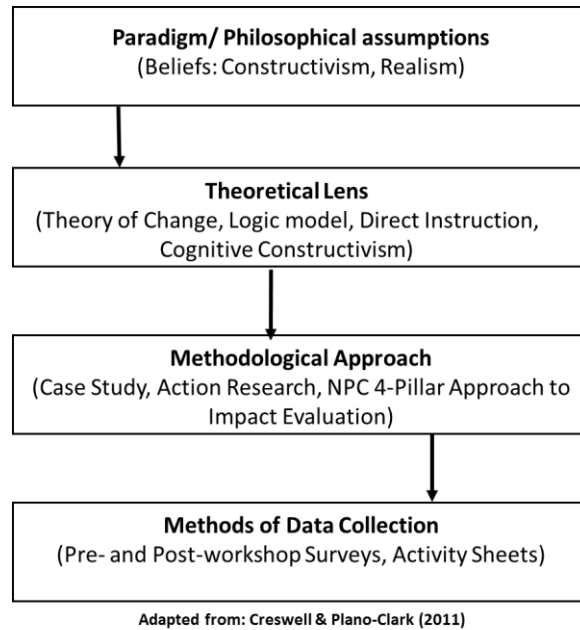 Paradigm/ Philosophical assumptions
(Beliefs: Constructivism, Realism)
Theoretical Lens
(Theory of Change, Logic model, Direct Instruction,
Cognitive Constructivism)
Methodological Approach
(Case Study, Action Research, NPC 4-Pillar Approach to
Impact Evaluation)
Methods of Data Collection
(Pre- and Post-workshop Surveys, Activity Sheets)
Adapted from: Creswell & Plano-Clark (2011)